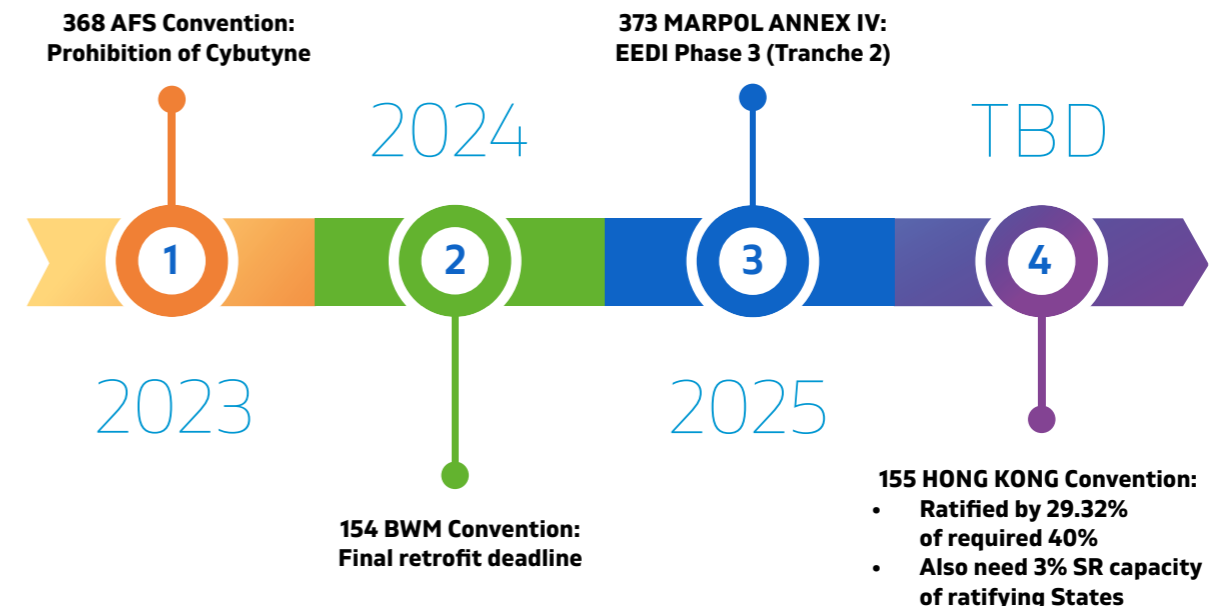 368 AFS Convention:
Prohibition of Cybutyne
373 MARPOL ANNEX IV:
EEDI Phase 3 (Tranche 2)
2024
TBD
1
2
3
4
2023
2025
154 BWM Convention:
Final retrofit deadline
155 HONG KONG Convention:
• Ratified by 29.32%
of required 40%
• Also need 3% SR capacity
of ratifying States